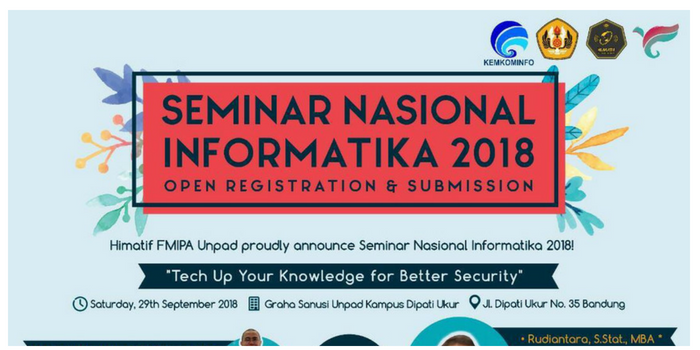 KEMKOMINFO
SEMINAR NASIONAL
INFORMATIKA 2018
OPEN REGISTRATION & SUBMISSION
Himatif FMIPA Unpad proudly announce Seminar Nasional Informatika 2018!
"Tech Up Your Knowledge for Better Security"
Saturday, 29th September 2018 Graha Sanusi Unpad Kampus Dipati Ukur Jl. Dipati Ukur No. 35 Bandung
• Rudiantara, S.Stat., MBA *